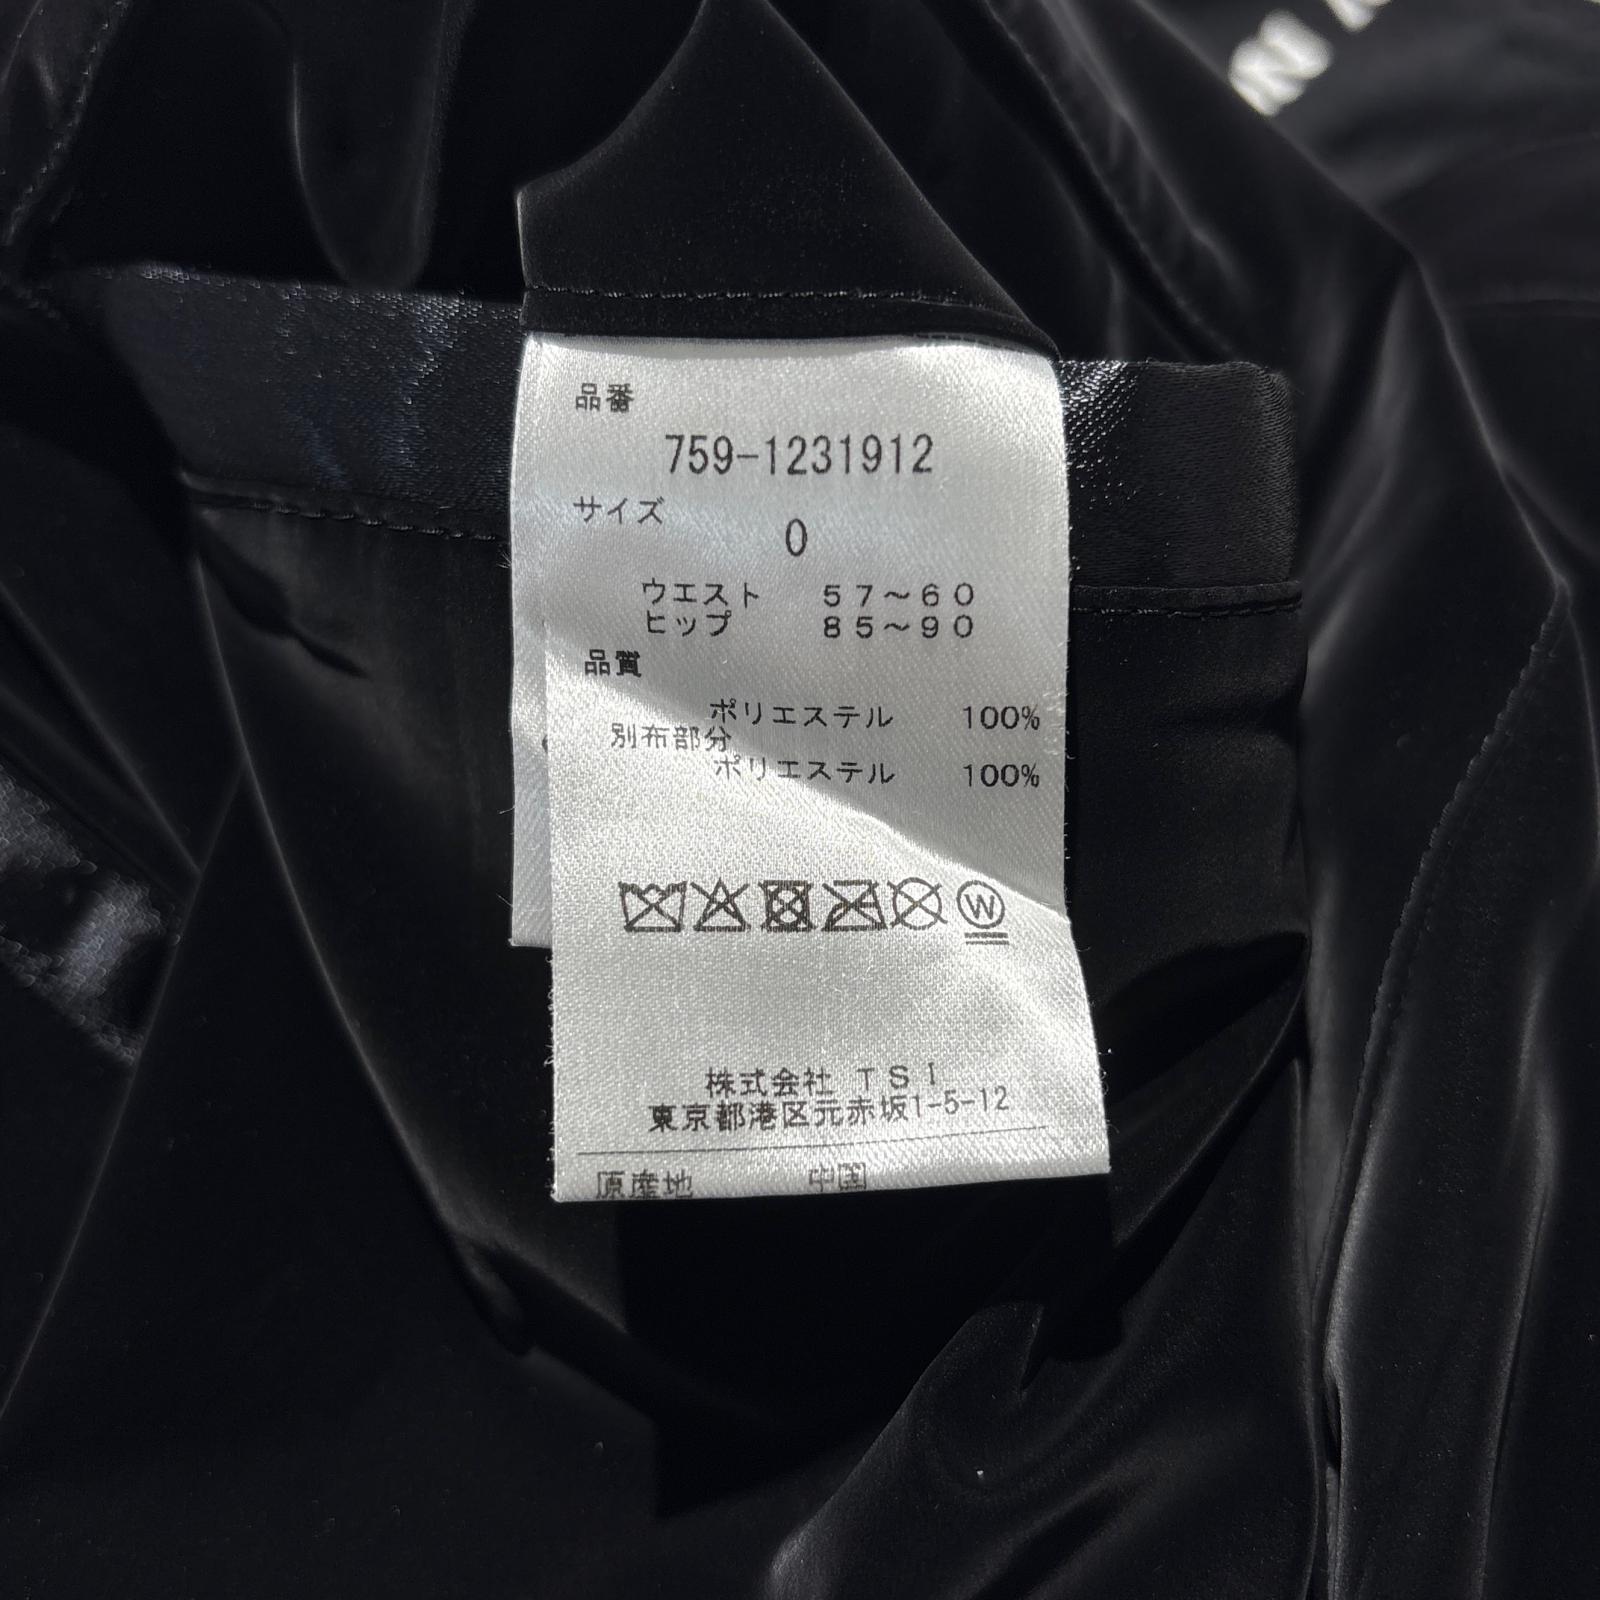 品番
759-1231912
サイズ
0
ウエスト 57～60
ヒップ 85～90
品質
ポリエステル 100%
別布部分
ポリエステル 100%
W
株式会社 TSI
東京都港区元赤坂1-5-12
原産地 中国